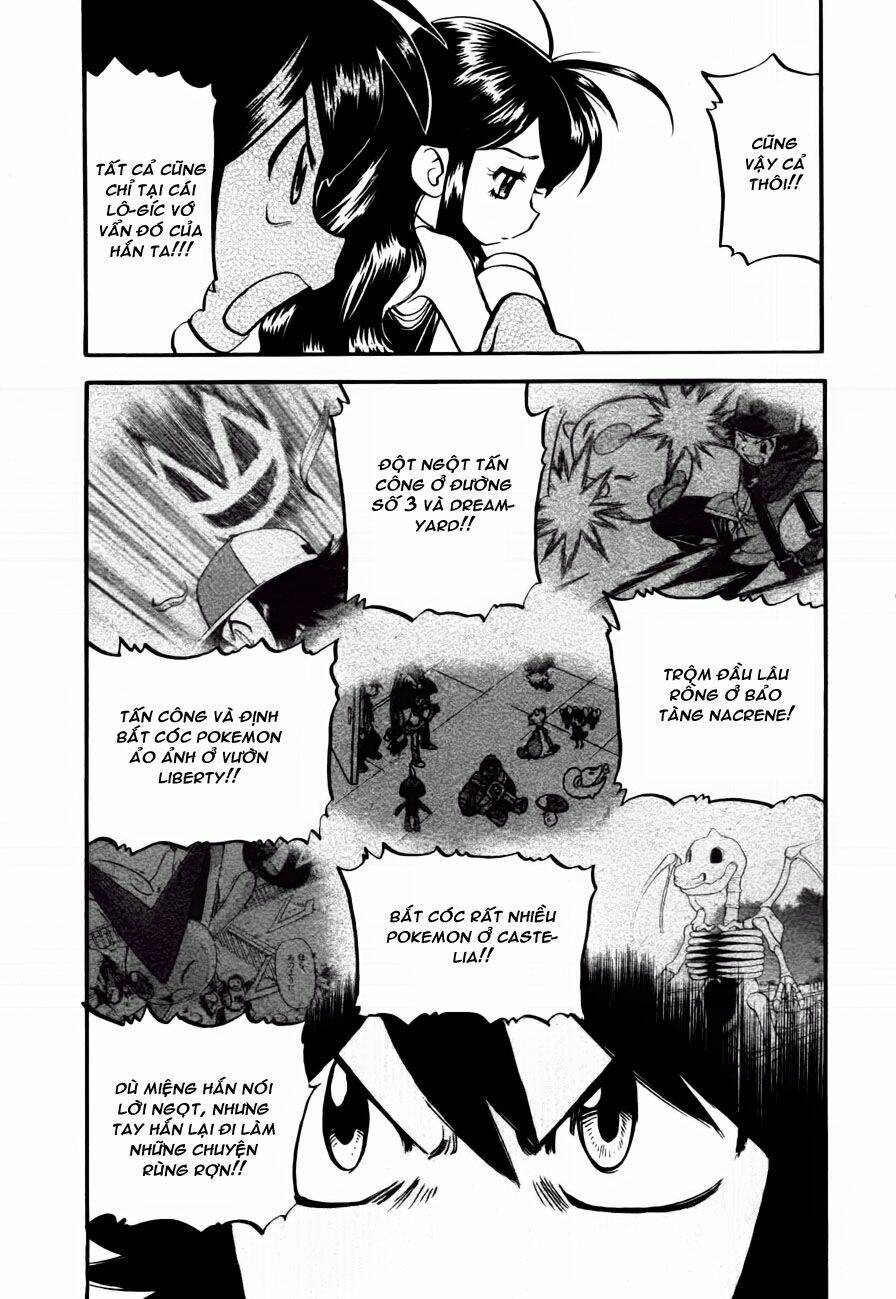 CŨNG
VẬY CẢ
THÔI!!
TẤT CẢ CŨNG
CHỈ TẠI CÁI
LÔ-GÍC VỚ
VẨN ĐÓ CỦA
HẮN TA!!!
ĐỘT NGỘT TẤN
CÔNG Ở ĐƯỜNG
SỐ 3 VÀ DREAM-
YARD!!
TRỘM ĐẦU LÂU
RỒNG Ở BẢO
TÀNG NACRENE!
TẤN CÔNG VÀ ĐỊNH
BẮT CÓC POKEMON
ẢO ẢNH Ở VƯỜN
LIBERTY!!
BẮT CÓC RẤT NHIỀU
POKEMON Ở CASTE-
LIA!!
DÙ MIỆNG HẮN NÓI
LỜI NGỌT, NHƯNG
TAY HẮN LẠI ĐI LÀM
NHỮNG CHUYỆN
RÙNG RỢN!!